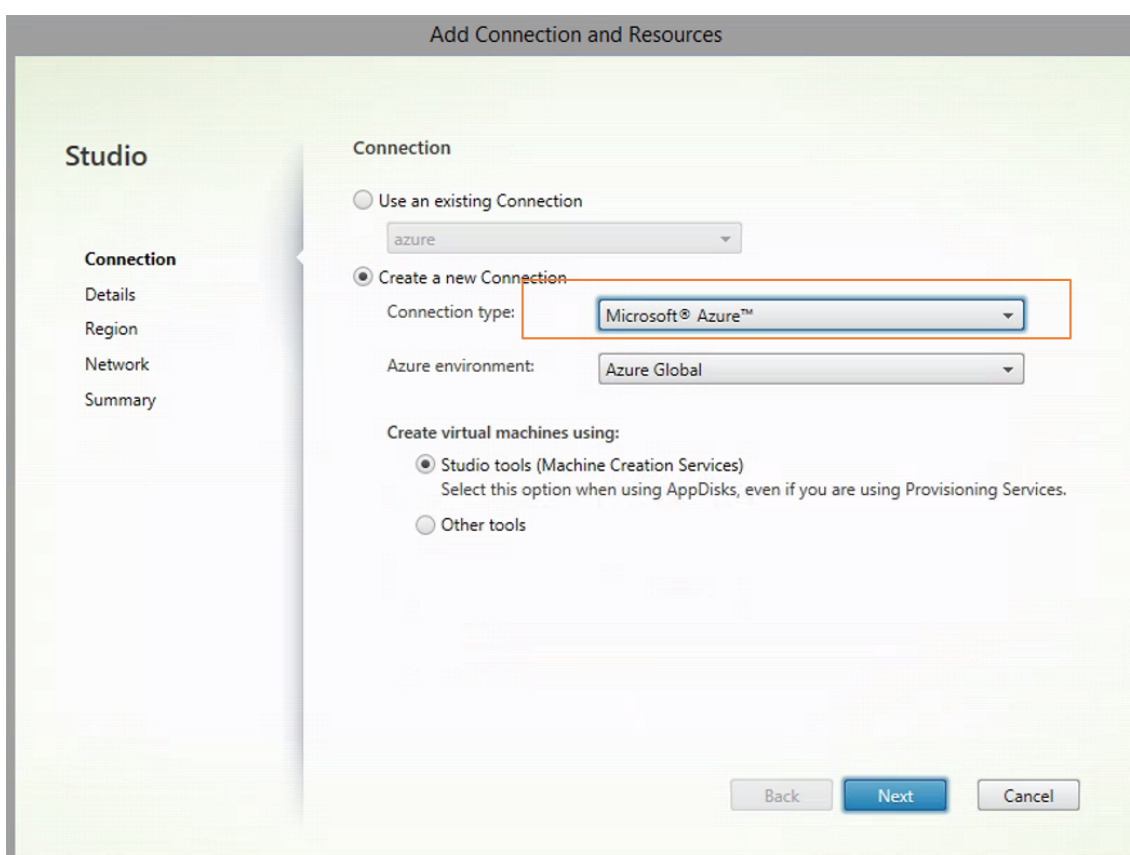 Add Connection and Resources
Studio
Connection
Details
Region
Network
Summary
Connection
Use an existing Connection
azure
Create a new Connection
Connection type:
Microsoft® Azure™
Azure environment:
Azure Global
Create virtual machines using:
Studio tools (Machine Creation Services)
Select this option when using AppDisks, even if you are using Provisioning Services.
Other tools
Back
Next
Cancel